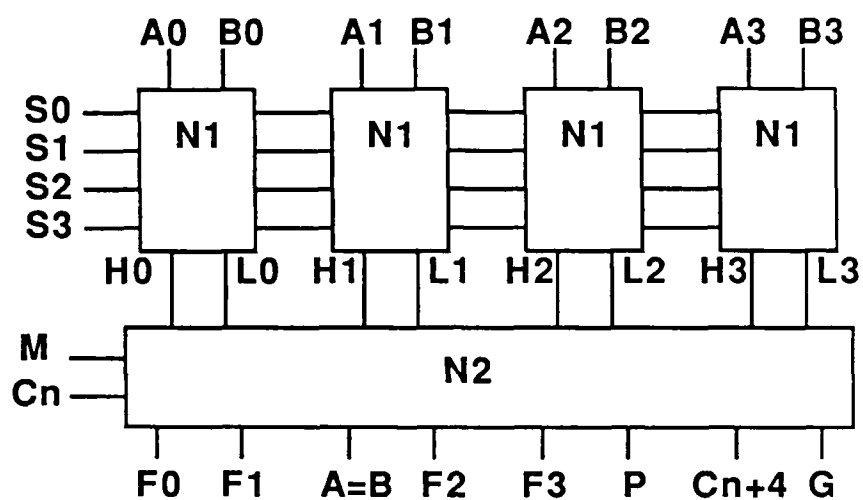 A0 B0 A1 B1 A2 B2 A3 B3
S0
N1 N1 N1 N1
S1
S2
S3
H0 L0 H1 L1 H2 L2 H3 L3
M
N2
Cn
F0 F1 A=B F2 F3 P Cn+4 G